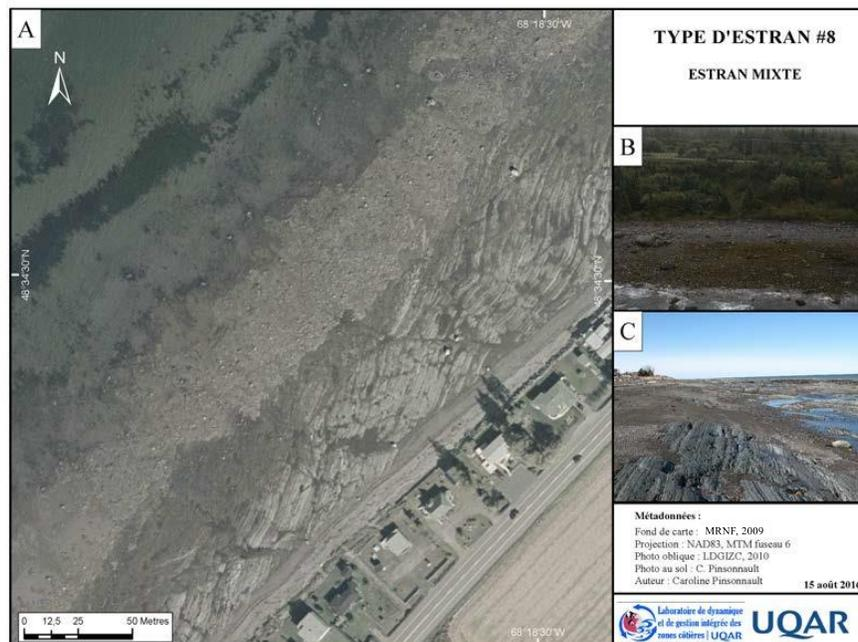 A
N
68°18'30"W
48°34'30"N
48°34'30"N
68°18'30"W
0 12,5 25 50 Metres
TYPE D'ESTRAN #8
ESTRAN MIXTE
B
C
Métadonnées :
Fond de carte : MRNF, 2009
Projection : NAD83, MTM fuseau 6
Photo oblique : LDGIZC, 2010
Photo au sol : C. Pinsonnault
Auteur : Caroline Pinsonnault
15 août 2016
Laboratoire de dynamique
et de gestion intégrée des
zones côtières | UQAR
UQAR